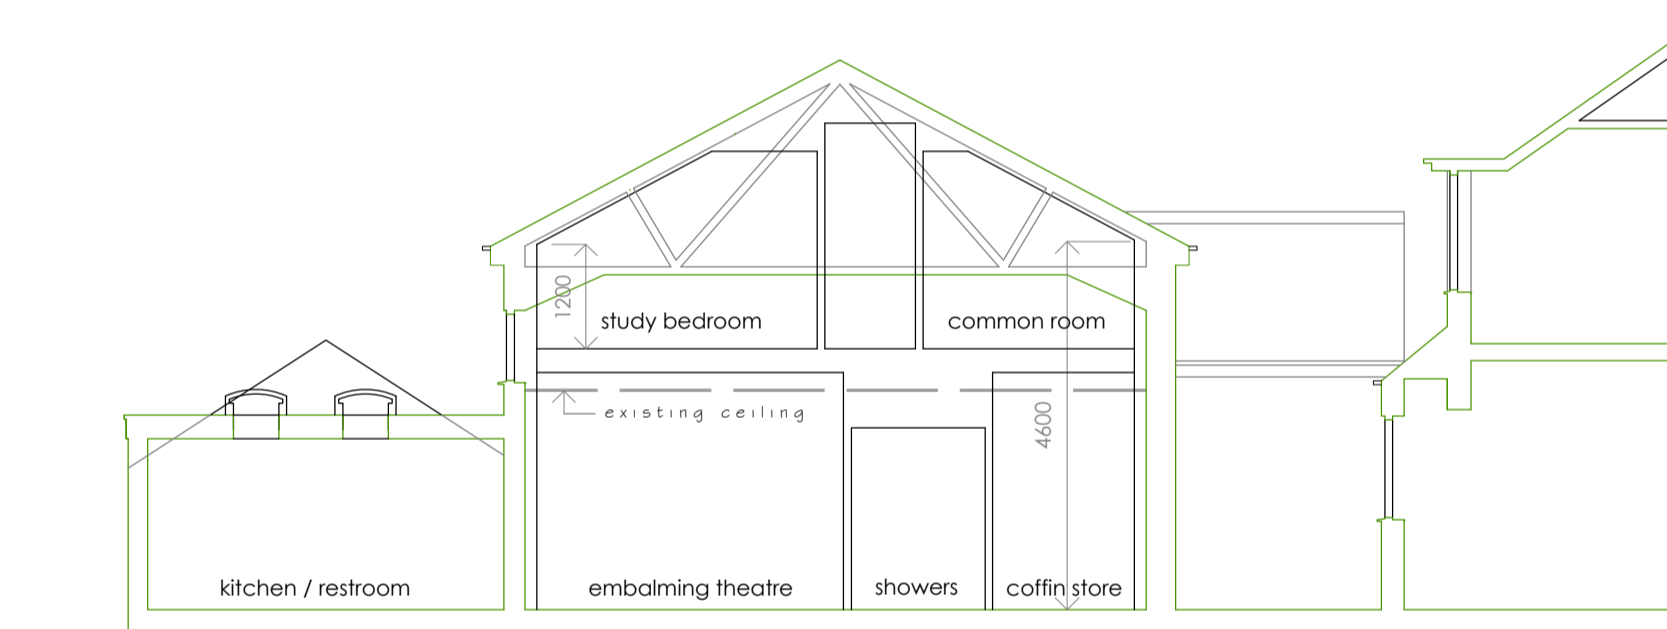 1200
study bedroom
common room
existing ceiling
4600
kitchen / restroom
embalming theatre
showers
coffin store